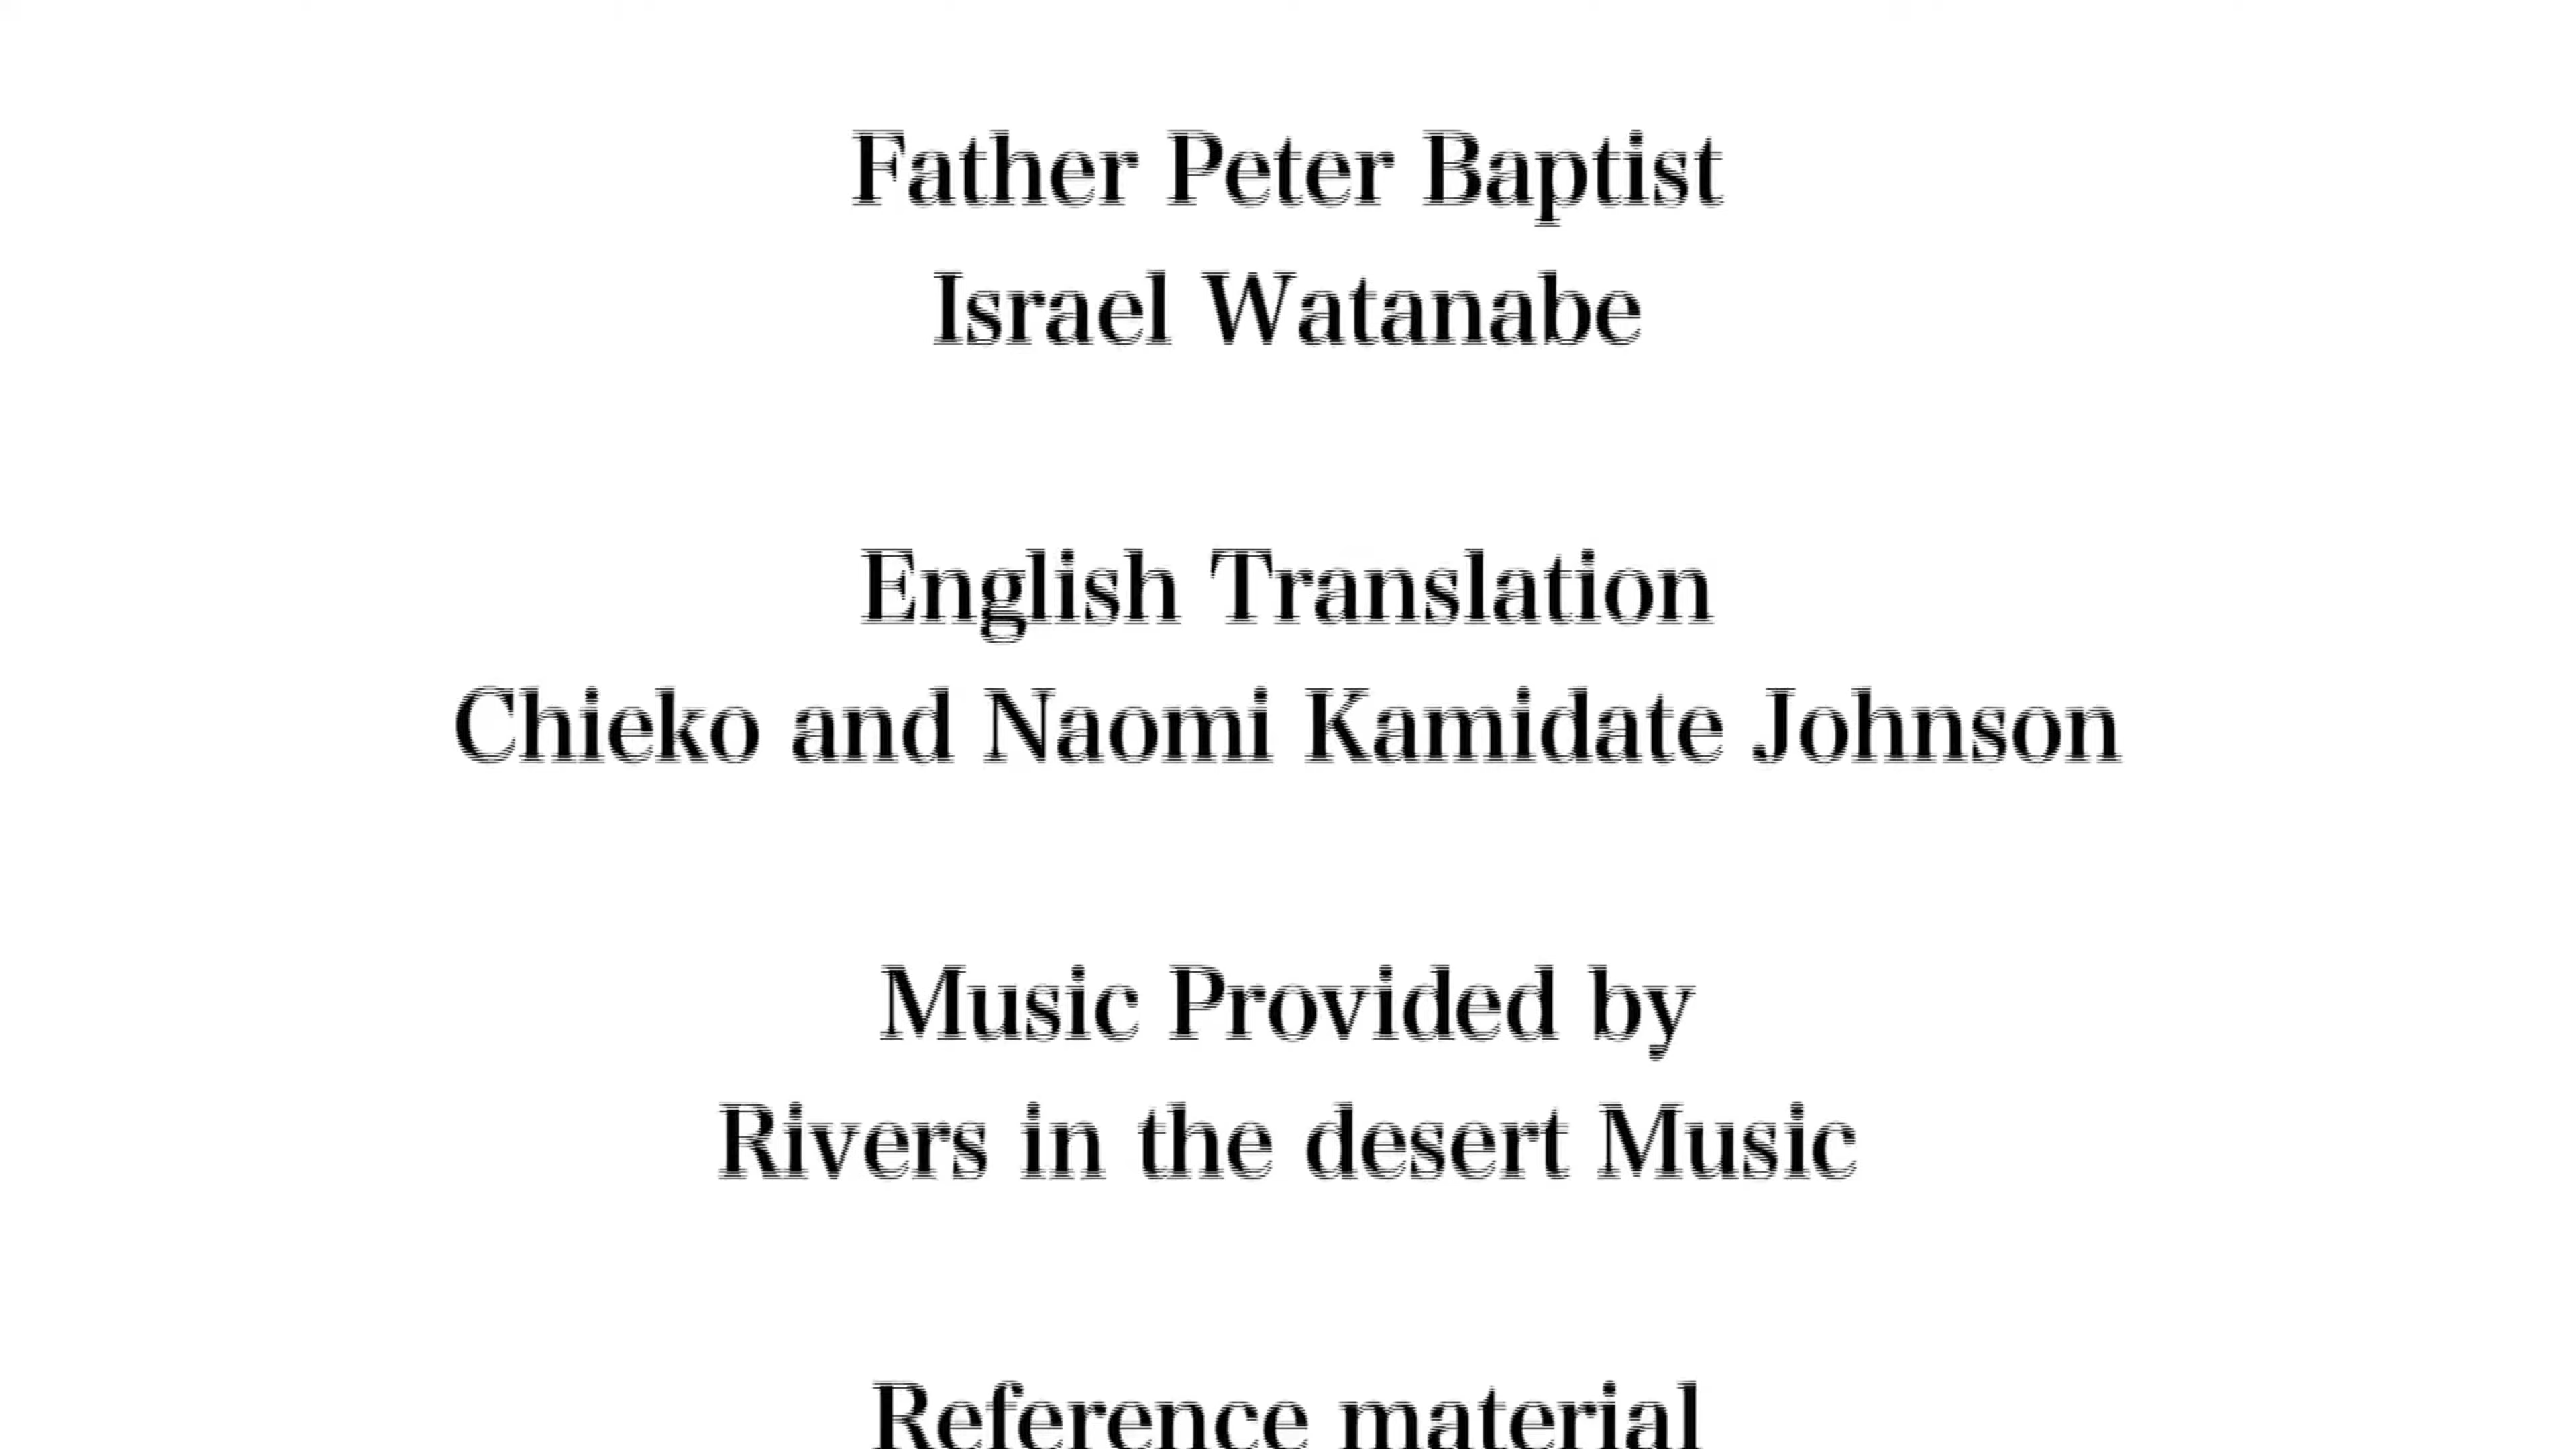 Father Peter Baptist
Israel Watanabe
English Translation
Chieko and Naomi Kamidate Johnson
Music Provided by
Rivers in the desert Music
Reference material